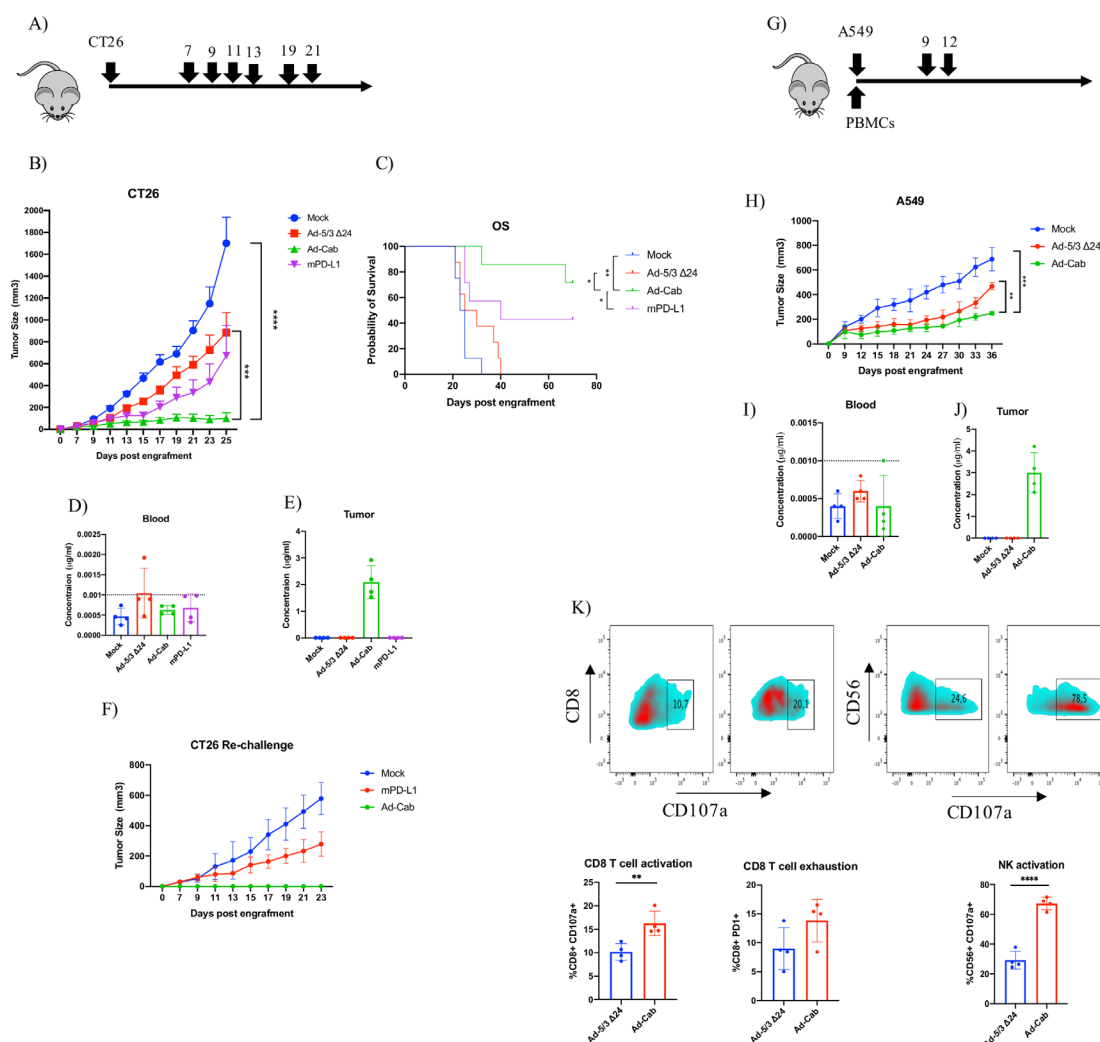 A)
CT26
7
9
11
13
19
21
G)
A549
9
12
PBMCs
B)
CT26
Tumor Size (mm3)
2000
1800
1600
1400
1200
1000
800
600
400
200
0
0 7 9 11 13 15 17 19 21 23 25
Days post engrafment
Mock
Ad-5/3 Δ24
Ad-Cab
mPD-L1
***
****
C)
OS
Probability of Survival
100
80
60
40
20
0
0 20 40 60 80
Days post engrafment
Mock
Ad-5/3 Δ24
Ad-Cab
mPD-L1
*
**
*
H)
A549
Tumor Size (mm3)
1000
800
600
400
200
0
0 9 12 15 18 21 24 27 30 33 36
Days post engrafment
Mock
Ad-5/3 Δ24
Ad-Cab
**
***
D)
Blood
Concentraion (μg/ml)
0.0025
0.0020
0.0015
0.0010
0.0005
0.0000
Mock
Ad-5/3 Δ24
Ad-Cab
mPD-L1
E)
Tumor
Concentraion (μg/ml)
4
3
2
1
0
Mock
Ad-5/3 Δ24
Ad-Cab
mPD-L1
I)
Blood
Concentration (μg/ml)
0.0015
0.0010
0.0005
0.0000
Mock
Ad-5/3 Δ24
Ad-Cab
J)
Tumor
Concentration (μg/ml)
5
4
3
2
1
0
Mock
Ad-5/3 Δ24
Ad-Cab
F)
CT26 Re-challenge
Tumor Size (mm3)
800
600
400
200
0
0 7 9 11 13 15 17 19 21 23
Days post engrafment
Mock
mPD-L1
Ad-Cab
K)
CD8
10,7
20,1
CD107a
CD56
24,6
78,5
CD107a
CD8 T cell activation
**
%CD8+ CD107a+
25
20
15
10
5
0
Ad-5/3 Δ24
Ad-Cab
CD8 T cell exhaustion
%CD8+ PD1+
20
15
10
5
0
Ad-5/3 Δ24
Ad-Cab
NK activation
****
%CD56+ CD107a+
80
60
40
20
0
Ad-5/3 Δ24
Ad-Cab